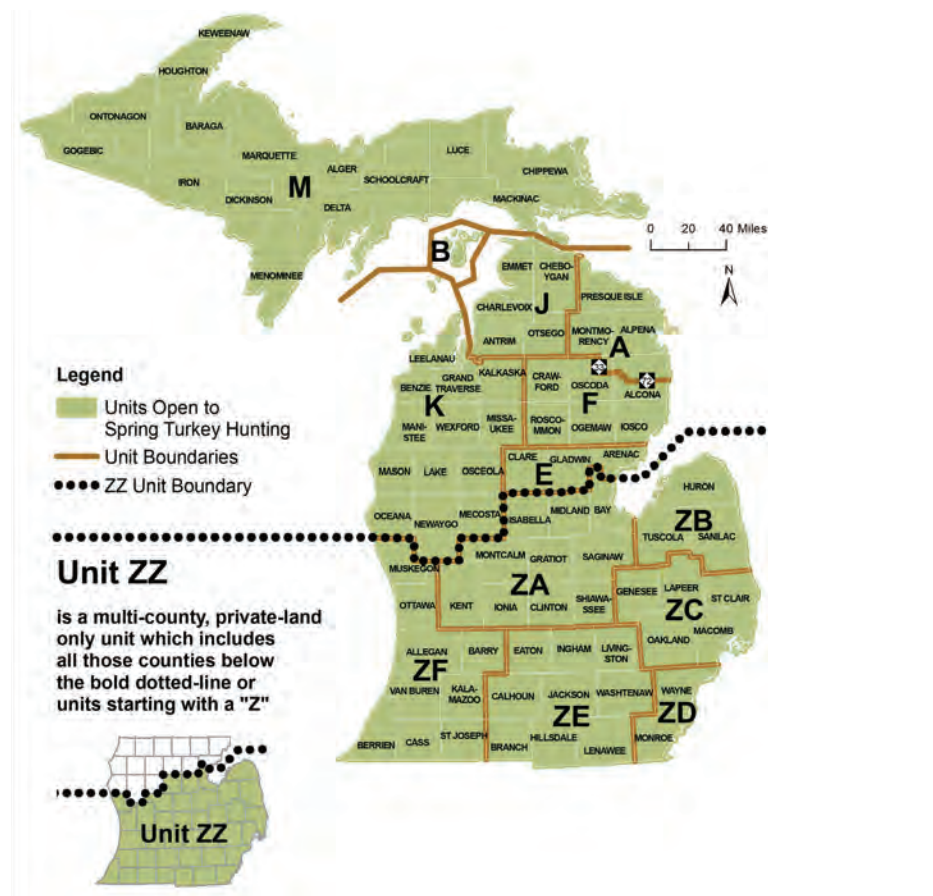 KEWEENAW
HOUGHTON
ONTONAGON
BARAGA
GOGEBIC
MARQUETTE
LUCE
ALGER
CHIPPEWA
IRON
M
SCHOOLCRAFT
DICKINSON
DELTA
MACKINAC
0 20 40 Miles
B
MENOMINEE
EMMET
CHEBO-
YGAN
N
PRESQUE ISLE
CHARLEVOIX
J
ANTRIM
OTSEGO
MONTMO-
RENCY
ALPENA
A
LEELANAU
KALKASKA
33
72
GRAND
TRAVERSE
BENZIE
CRAW-
FORD
OSCODA
ALCONA
K
F
MANI-
STEE
WEXFORD
MISSA-
UKEE
ROSCO-
MMON
OGEMAW
IOSCO
Legend
Units Open to
Spring Turkey Hunting
Unit Boundaries
ZZ Unit Boundary
CLARE
GLADWIN
ARENAC
E
MASON
LAKE
OSCEOLA
HURON
OCEANA
NEWAYGO
MECOSTA
ISABELLA
MIDLAND
BAY
ZB
TUSCOLA
SANILAC
MUSKEGON
MONTCALM
GRATIOT
SAGINAW
ZA
GENESEE
LAPEER
ST CLAIR
ZC
OTTAWA
KENT
IONIA
CLINTON
SHIAWA-
SSEE
MACOMB
OAKLAND
ALLEGAN
BARRY
EATON
INGHAM
LIVING-
STON
ZF
VAN BUREN
KALA-
MAZOO
CALHOUN
JACKSON
WASHTENAW
WAYNE
ZE
ZD
BERRIEN
CASS
ST JOSEPH
BRANCH
HILLSDALE
LENAWEE
MONROE
Unit ZZ
is a multi-county, private-land
only unit which includes
all those counties below
the bold dotted-line or
units starting with a "Z"
Unit ZZ